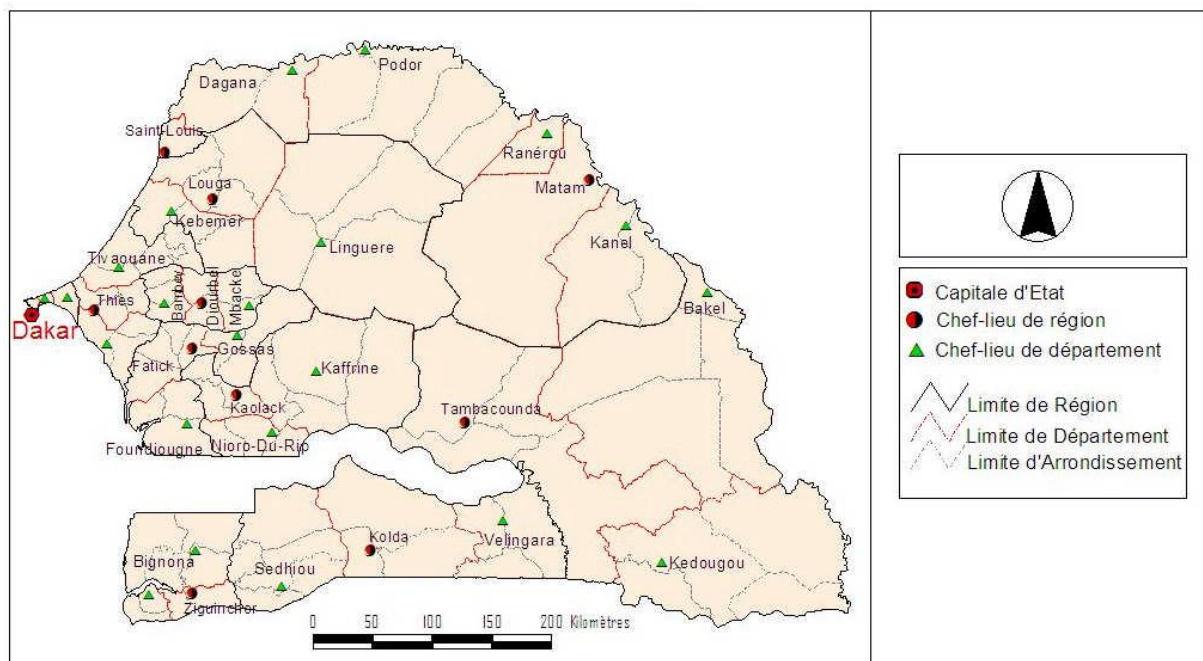 Podor
Dagana
Saint-Louis
Ranérou
Matam
Louga
Kebemer
Linguere
Kanel
Tivaouane
Bambey
Diourbel
Mbacke
Thies
Bakel
Dakar
Gossas
Fatick
Kaffrine
Kaolack
Tambacounda
Foundiougne
Nioro-Du-Rip
Kolda
Velingara
Bignona
Sedhiou
Kedougou
Ziguinchor
0 50 100 150 200 Kilomètres
Capitale d'Etat
Chef-lieu de région
Chef-lieu de département
Limite de Région
Limite de Département
Limite d'Arrondissement